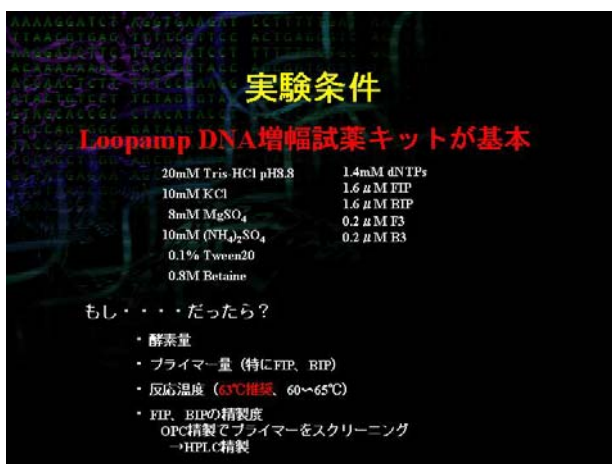 実験条件
Loopamp DNA増幅試薬キットが基本
20mM Tris-HCl pH8.8
10mM KCl
8mM MgSO4
10mM (NH4)2SO4
0.1% Tween20
0.8M Betaine
1.4mM dNTPs
1.6 μM FIP
1.6 μM BIP
0.2 μM F3
0.2 μM B3
もし・・・・だったら?
・酵素量
・プライマー量（特にFIP、BIP）
・反応温度（63℃推奨、60〜65℃）
・FIP、BIPの精製度
OPC精製でプライマーをスクリーニング
→HPLC精製